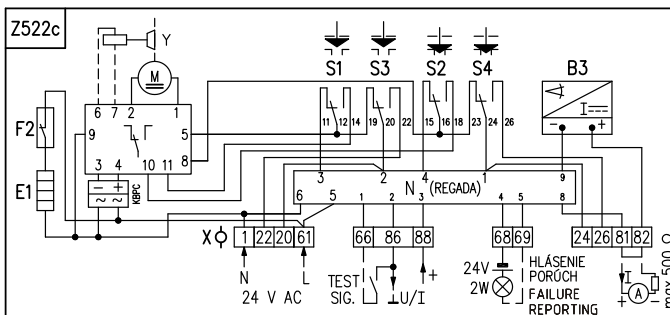 Z522c
Y
M
6 7 2 1
9 5
8
3 4 10 11
F2
E1
- +
~ ~
KBPC
S1 S3 S2 S4
11 12 14 19 20 22 15 16 18 23 24 26
B3
I
- +
3 2 4 1 9
N (REGADA)
6 5 1 2 3 4 5 8
X 1 22 20 61 66 86 88 68 69 24 26 81 82
N L
24 V AC
TEST
SIG.
U/I
+
24V
2W
HLÁSENIE
PORÚCH
FAILURE
REPORTING
I
+ A -
max 500 Ω